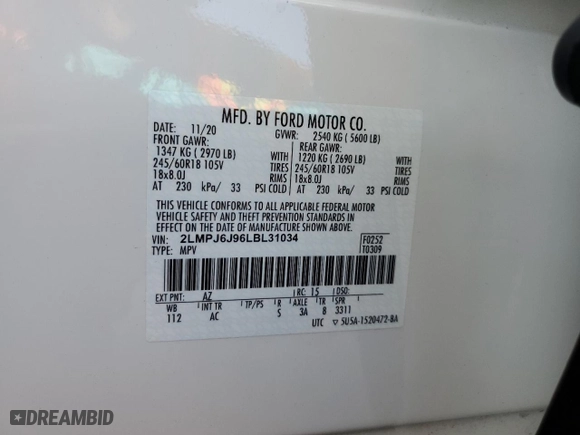 MFD. BY FORD MOTOR CO.
DATE: 11/20 GVWR: 2540 KG ( 5600 LB)
FRONT GAWR: REAR GAWR:
1347 KG ( 2970 LB) 1220 KG ( 2690 LB)
245/60R18 105V TIRES 245/60R18 105V TIRES
18x8.0J RIMS 18x8.0J RIMS
AT 230 kPa/ 33 PSI COLD AT 230 kPa/ 33 PSI COLD
THIS VEHICLE CONFORMS TO ALL APPLICABLE FEDERAL MOTOR
VEHICLE SAFETY AND THEFT PREVENTION STANDARDS IN
EFFECT ON THE DATE OF MANUFACTURE SHOWN ABOVE.
VIN: 2LMPJ6J96LBL31034 F0252
TYPE: MPV T0309
EXT PNT: AZ RC: 15 DSO:
WB INT TR TP/PS R AXLE TR SPR
112 AC S 3A 8 3311
UTC ▽ 5U5A-1520472-BA
DREAMBID